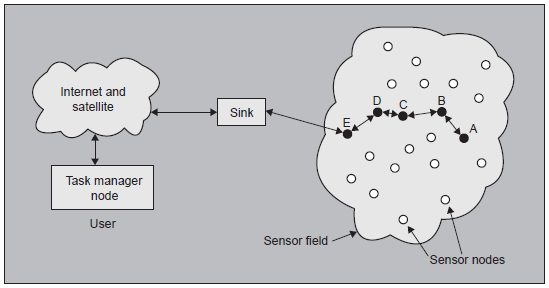 Internet and
satellite
Sink
Task manager
node
User
E
D
C
B
A
Sensor field
Sensor nodes